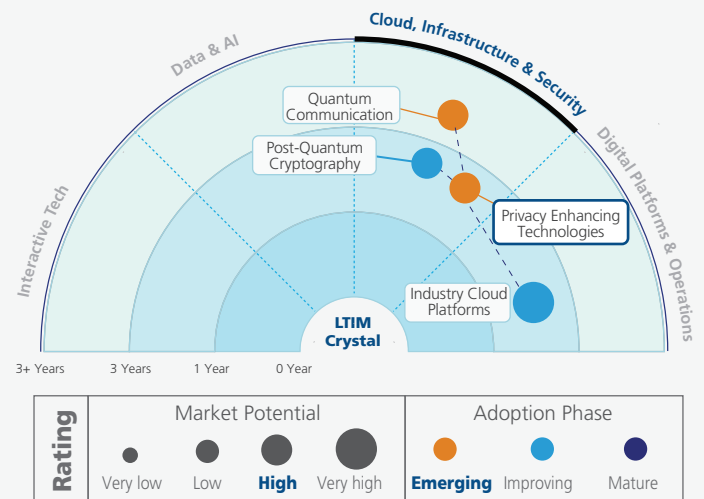 Cloud, Infrastructure & Security
Data & AI
Interactive Tech
Digital Platforms & Operations
Quantum
Communication
Post-Quantum
Cryptography
Privacy Enhancing
Technologies
Industry Cloud
Platforms
LTIM
Crystal
3+ Years
3 Years
1 Year
0 Year
Rating
Market Potential
Very low
Low
High
Very high
Adoption Phase
Emerging
Improving
Mature